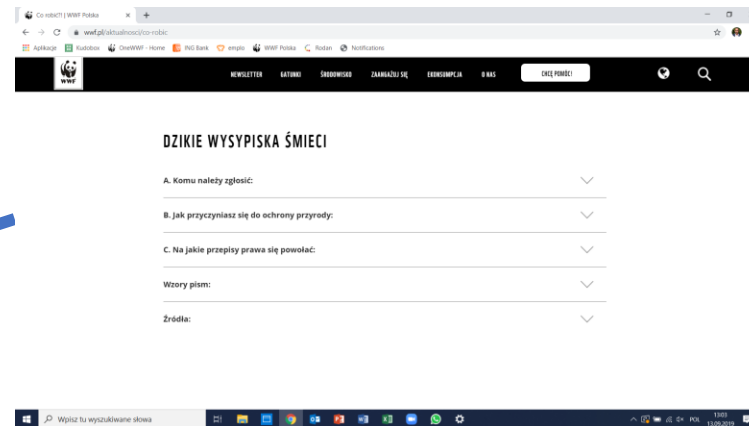 Co robić?! | WWF Polska
wwf.pl/aktualnosci/co-robic
Aplikacje Kudobox OneWWF - Home ING Bank emplo WWF Polska Rodan Notifications
WWF
NEWSLETTER GATUNKI ŚRODOWISKO ZAANGAŻUJ SIĘ EKONSUMPCJA O NAS CHCĘ POMÓC!
DZIKIE WYSYPISKA ŚMIECI
A. Komu należy zgłosić:
B. Jak przyczyniasz się do ochrony przyrody:
C. Na jakie przepisy prawa się powołać:
Wzory pism:
Źródła:
Wpisz tu wyszukiwane słowa
POL
13:03
13.09.2019